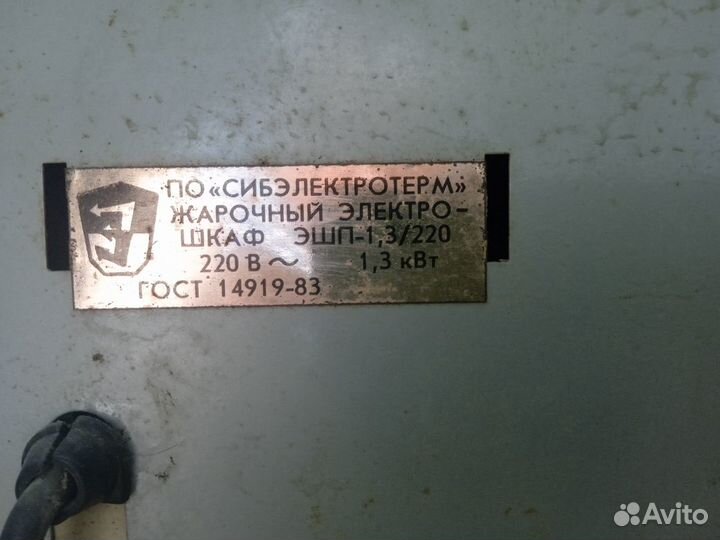 ПО «СИБЭЛЕКТРОТЕРМ»
ЖАРОЧНЫЙ ЭЛЕКТРО-
ШКАФ ЭШП-1,3/220
220 В ~ 1,3 кВт
ГОСТ 14919-83
Avito